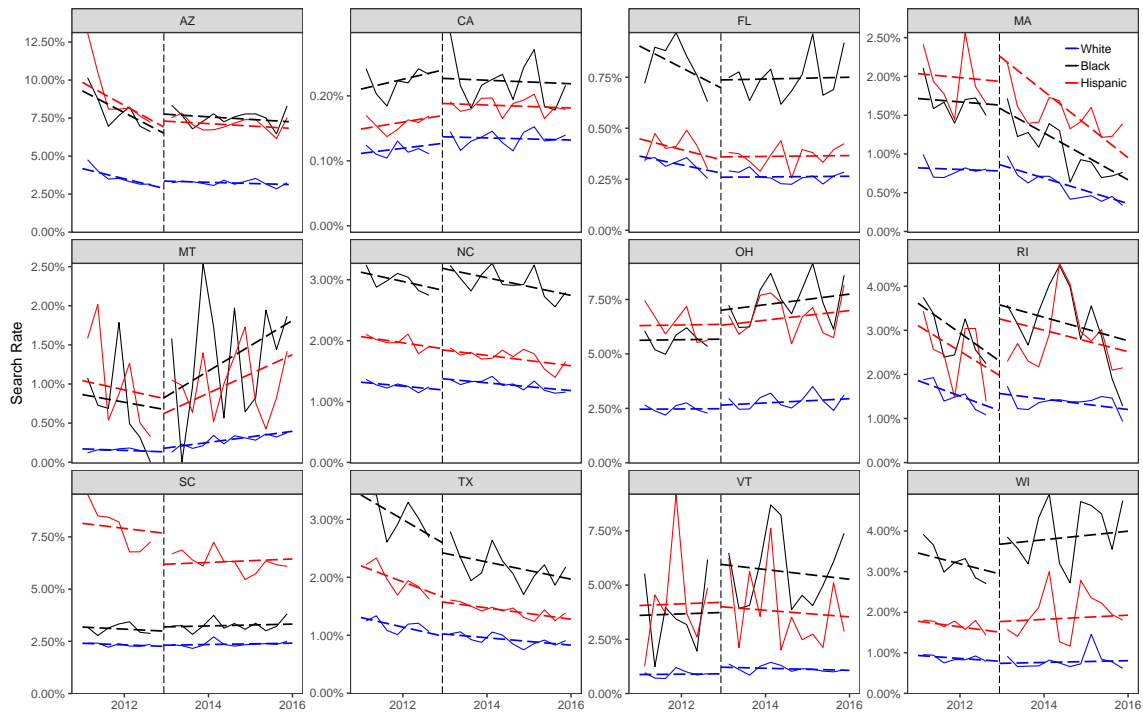 AZ
CA
FL
MA
12.50%
10.00%
7.50%
5.00%
2.50%
0.00%
0.20%
0.10%
0.00%
0.75%
0.50%
0.25%
0.00%
2.50%
2.00%
1.50%
1.00%
0.50%
0.00%
White
Black
Hispanic
MT
NC
OH
RI
Search Rate
2.50%
2.00%
1.50%
1.00%
0.50%
0.00%
3.00%
2.00%
1.00%
0.00%
7.50%
5.00%
2.50%
0.00%
4.00%
3.00%
2.00%
1.00%
0.00%
SC
TX
VT
WI
7.50%
5.00%
2.50%
0.00%
3.00%
2.00%
1.00%
0.00%
7.50%
5.00%
2.50%
0.00%
4.00%
3.00%
2.00%
1.00%
0.00%
2012 2014 2016
2012 2014 2016
2012 2014 2016
2012 2014 2016